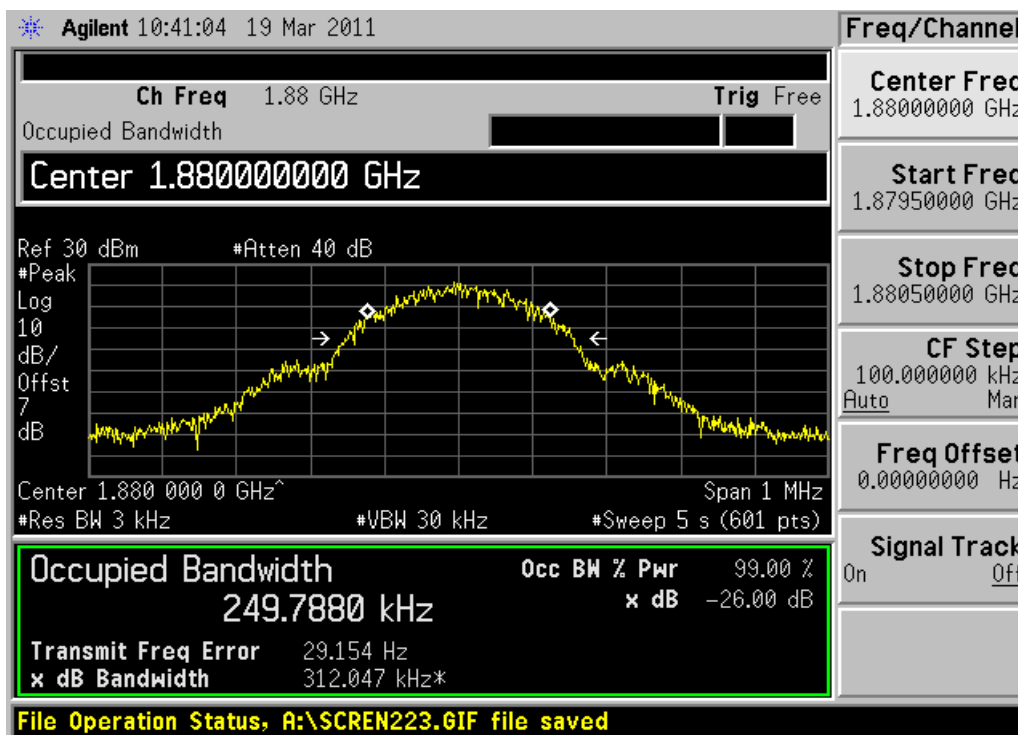 Agilent 10:41:04 19 Mar 2011
Freq/Channel
Ch Freq 1.88 GHz
Trig Free
Occupied Bandwidth
Center 1.880000000 GHz
Ref 30 dBm #Atten 40 dB
#Peak
Log
10
dB/
Offst
7
dB
Center 1.880 000 0 GHz^ Span 1 MHz
#Res BW 3 kHz #VBW 30 kHz #Sweep 5 s (601 pts)
Occupied Bandwidth
249.7880 kHz
Occ BW % Pwr 99.00 %
x dB -26.00 dB
Transmit Freq Error 29.154 Hz
x dB Bandwidth 312.047 kHz*
File Operation Status, A:\SCREN223.GIF file saved
Center Freq
1.88000000 GHz
Start Freq
1.87950000 GHz
Stop Freq
1.88050000 GHz
CF Step
100.000000 kHz
Auto Man
Freq Offset
0.00000000 Hz
Signal Track
On Off